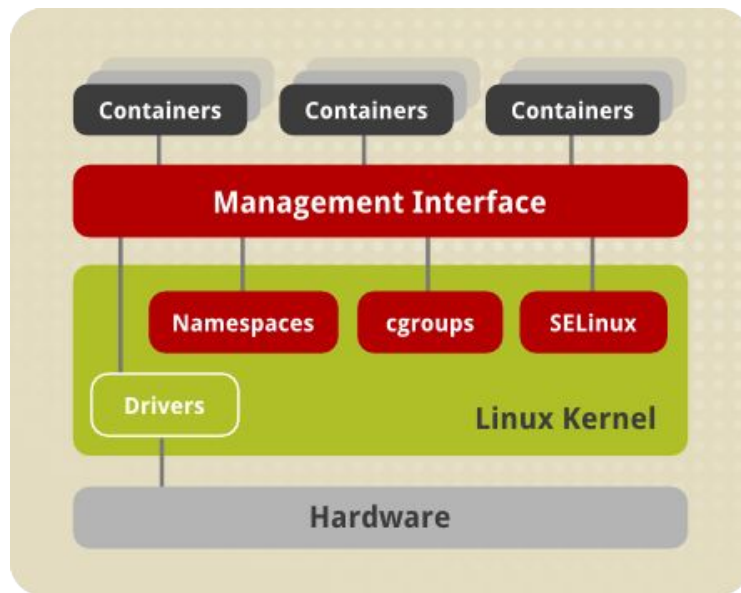 Containers
Containers
Containers
Management Interface
Namespaces
cgroups
SELinux
Drivers
Linux Kernel
Hardware